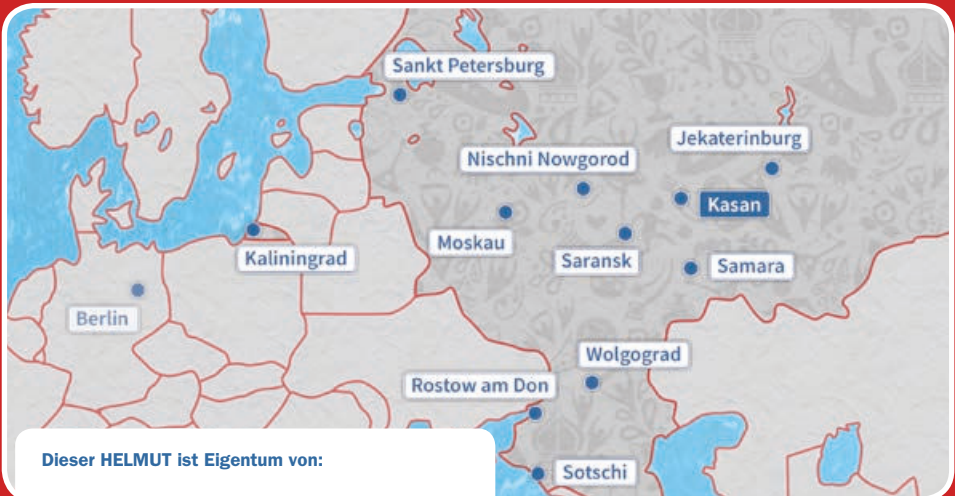 Sankt Petersburg
Jekaterinburg
Nischni Nowgorod
Kasan
Moskau
Kaliningrad
Saransk
Samara
Berlin
Wolgograd
Rostow am Don
Dieser HELMUT ist Eigentum von:
Sotschi